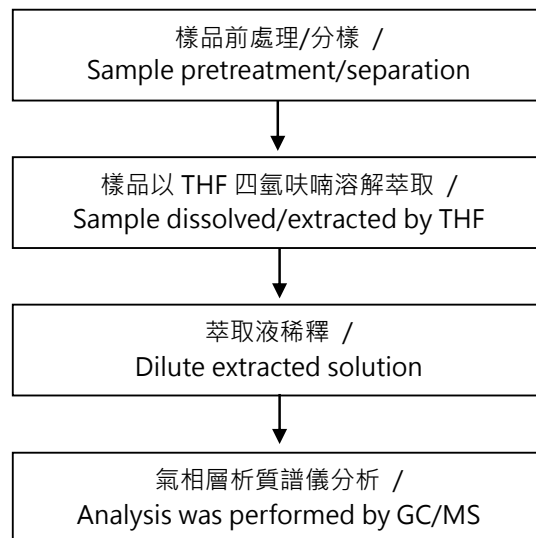 樣品前處理/分樣 /
Sample pretreatment/separation
樣品以 THF 四氫呋喃溶解萃取 /
Sample dissolved/extracted by THF
萃取液稀釋 /
Dilute extracted solution
氣相層析質譜儀分析 /
Analysis was performed by GC/MS